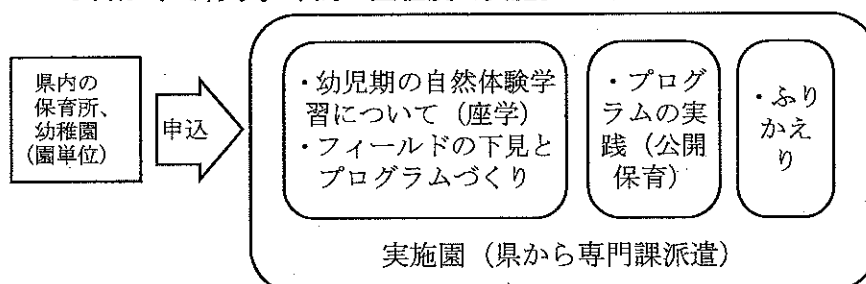 県内の
保育所、
幼稚園
(園単位)
申込
・幼児期の自然体験学
習について（座学）
・フィールドの下見と
プログラムづくり
・プログ
ラムの実
践（公開
保育）
・ふり
かえ
り
実施園（県から専門課派遣）